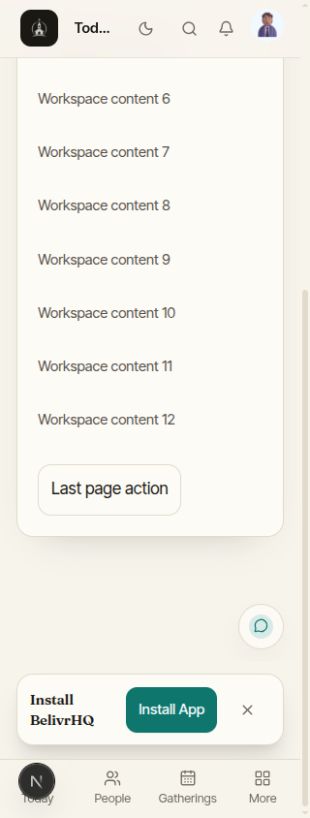 Tod...
Workspace content 6
Workspace content 7
Workspace content 8
Workspace content 9
Workspace content 10
Workspace content 11
Workspace content 12
Last page action
Install
BelivrHQ
Install App
N
Today
People
Gatherings
More